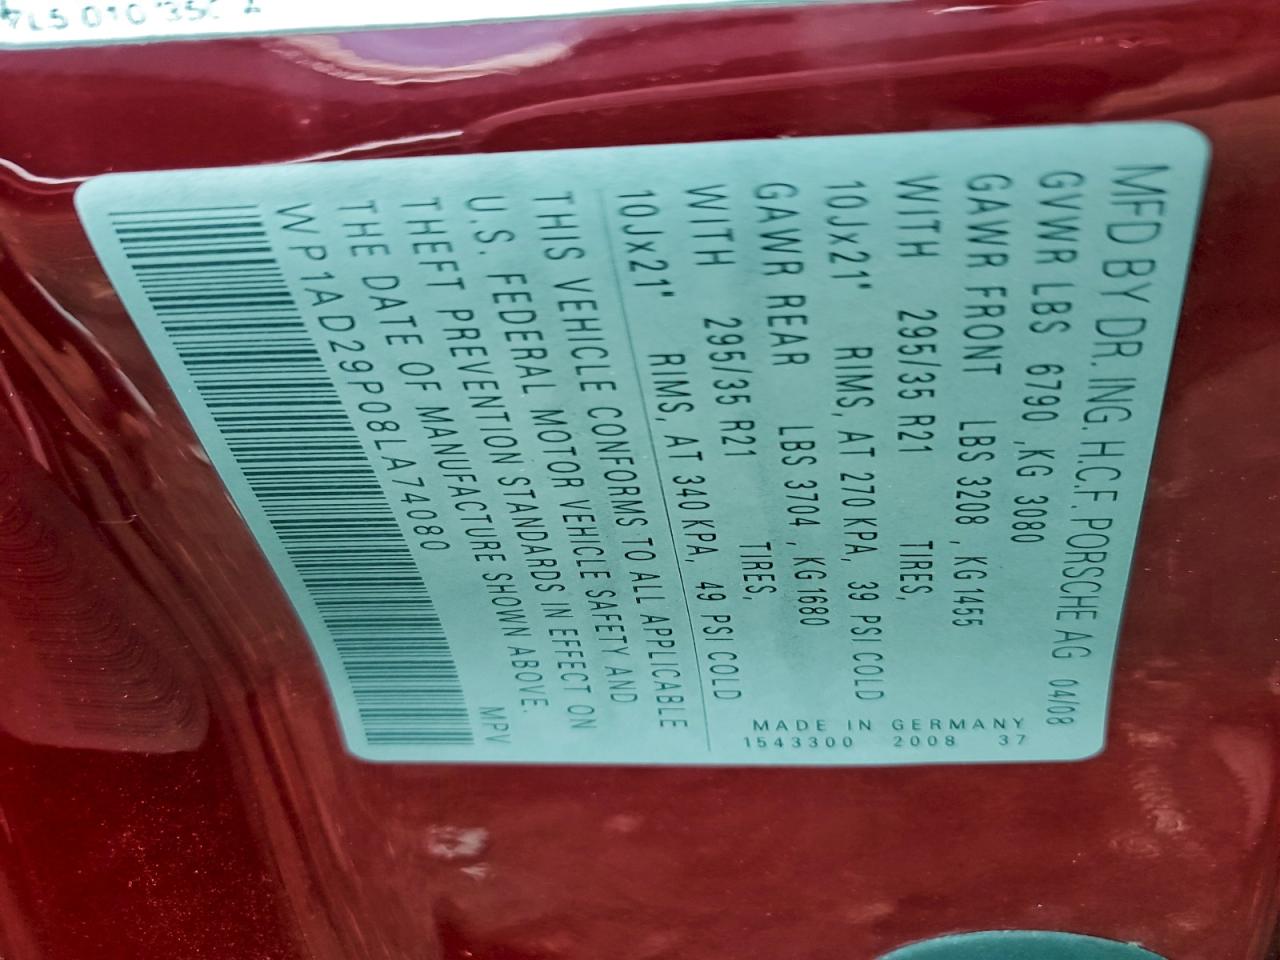 MFD BY DR. ING. H.C.F. PORSCHE AG 04/08
GVWR LBS 6790 ,KG 3080
GAWR FRONT LBS 3208 , KG 1455
WITH 295/35 R21 TIRES,
10Jx21" RIMS, AT 270 KPA, 39 PSI COLD
GAWR REAR LBS 3704 , KG 1680
WITH 295/35 R21 TIRES,
10Jx21" RIMS, AT 340 KPA, 49 PSI COLD
THIS VEHICLE CONFORMS TO ALL APPLICABLE
U.S. FEDERAL MOTOR VEHICLE SAFETY AND
THEFT PREVENTION STANDARDS IN EFFECT ON
THE DATE OF MANUFACTURE SHOWN ABOVE.
WP1AD29P08LA74080 MPV
MADE IN GERMANY
1543300 2008 37